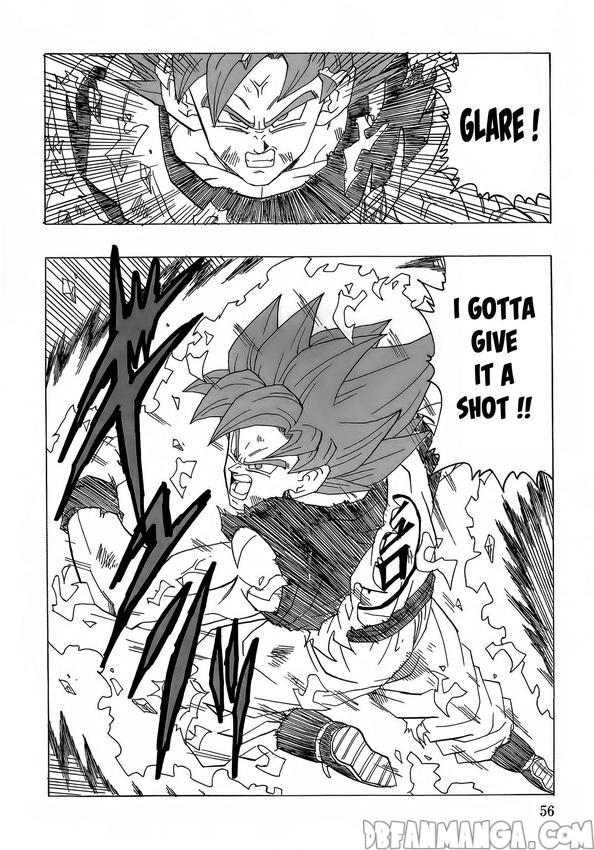 GLARE !
I GOTTA
GIVE
IT A
SHOT !!
56
DBFANMANGA.COM